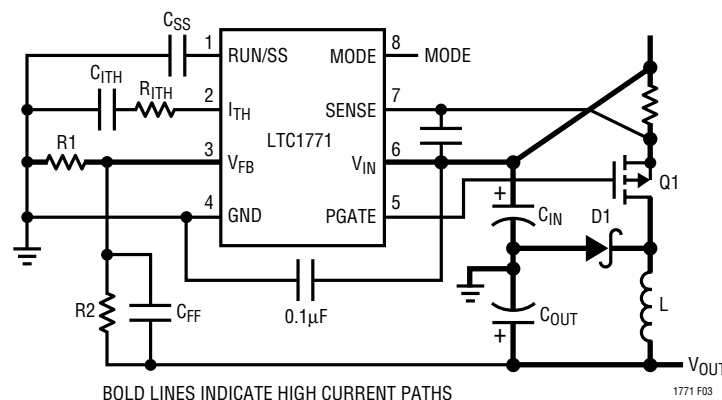 CSS
1
RUN/SS
MODE
8
MODE
CITH
RITH
2
ITH
SENSE
7
LTC1771
R1
3
VFB
VIN
6
4
GND
PGATE
5
Q1
+
CIN
D1
R2
CFF
0.1µF
COUT
+
L
VOUT
BOLD LINES INDICATE HIGH CURRENT PATHS
1771 F03